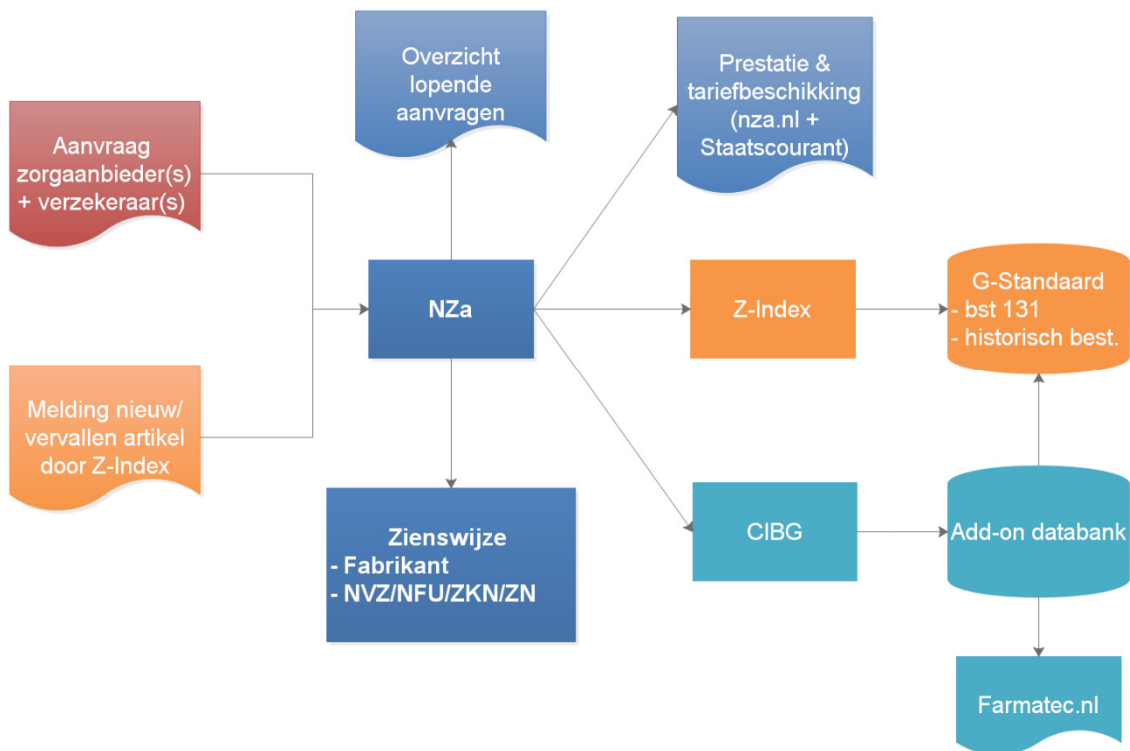 Overzicht
lopende
aanvragen
Prestatie &
tariefbeschikking
(nza.nl +
Staatscourant)
Aanvraag
zorgaanbieder(s)
+ verzekeraar(s)
NZa
Z-Index
G-Standaard
- bst 131
- historisch best.
Melding nieuw/
vervallen artikel
door Z-Index
Zienswijze
- Fabrikant
- NVZ/NFU/ZKN/ZN
CIBG
Add-on databank
Farmatec.nl